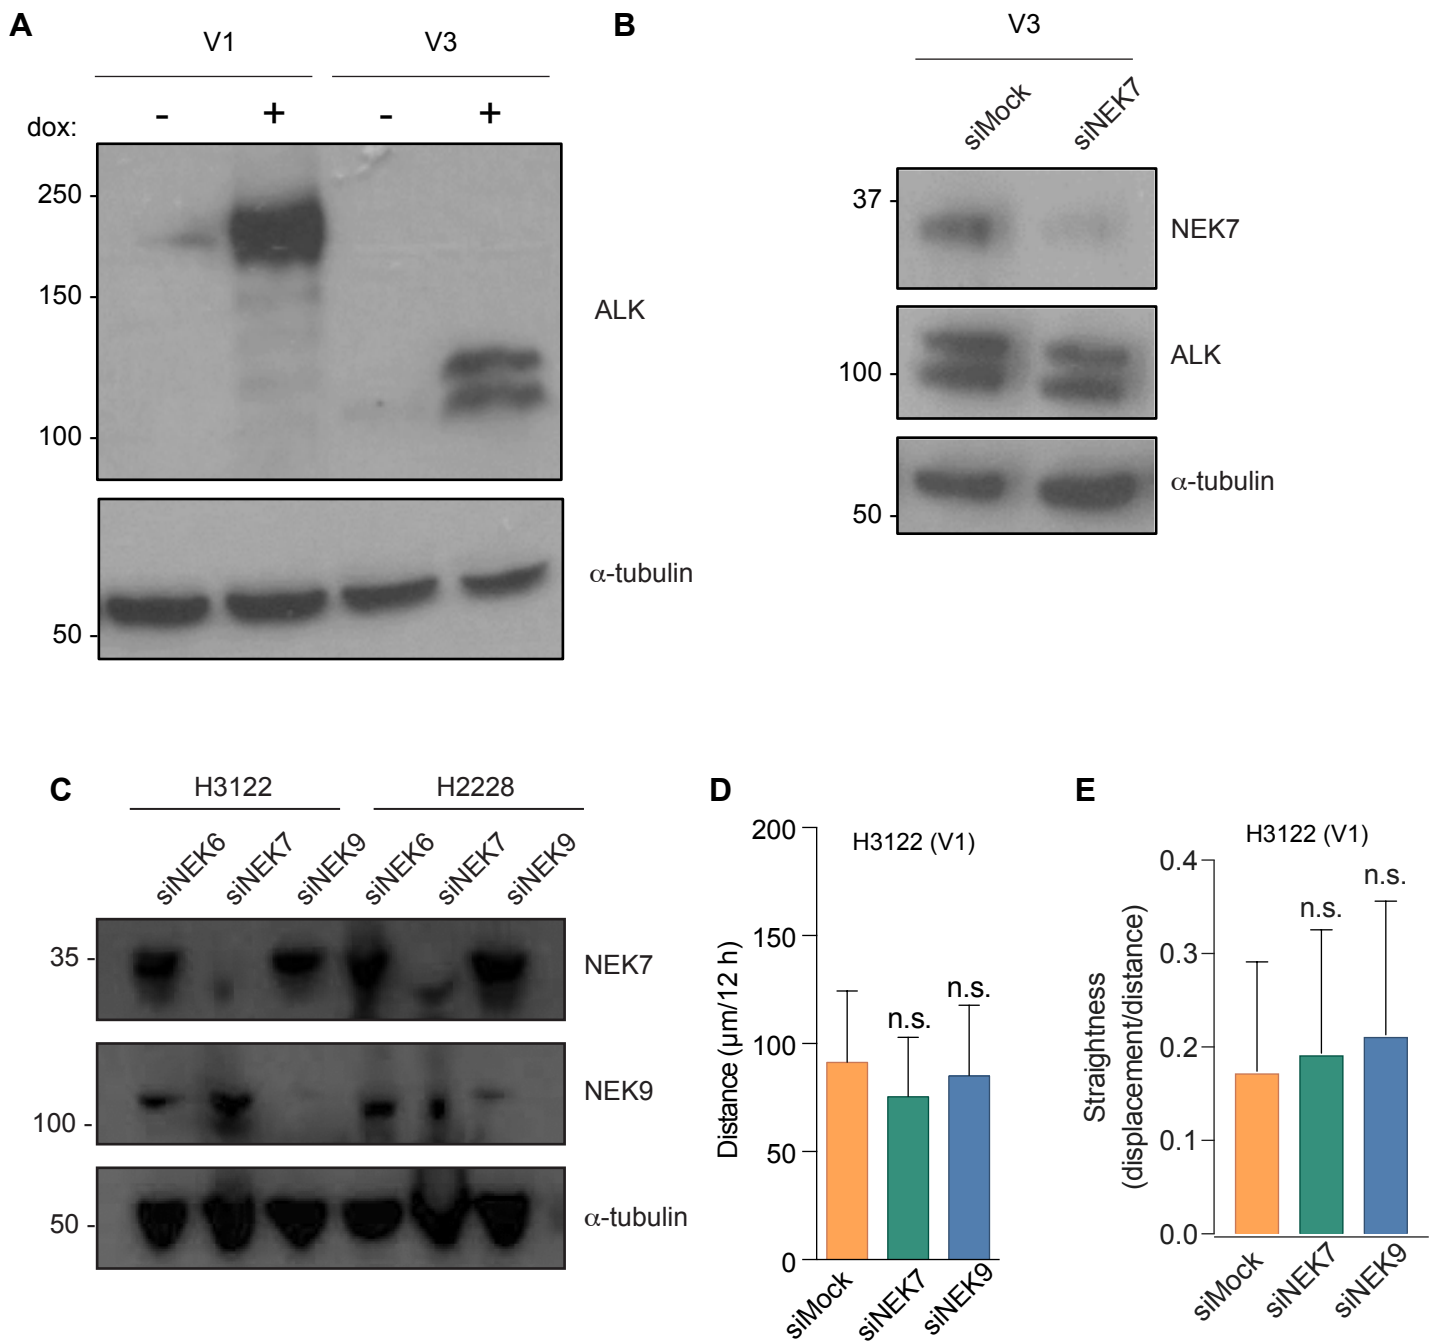 A
V1
V3
dox:
-
+
-
+
250
150
100
ALK
50
α-tubulin
B
V3
siMock
siNEK7
37
NEK7
100
ALK
50
α-tubulin
C
H3122
H2228
siNEK6
siNEK7
siNEK9
siNEK6
siNEK7
siNEK9
35
NEK7
100
NEK9
50
α-tubulin
D
H3122 (V1)
Distance (µm/12 h)
200
150
100
50
0
n.s.
n.s.
siMock
siNEK7
siNEK9
E
H3122 (V1)
Straightness
(displacement/distance)
0.4
0.3
0.2
0.1
0.0
n.s.
n.s.
siMock
siNEK7
siNEK9